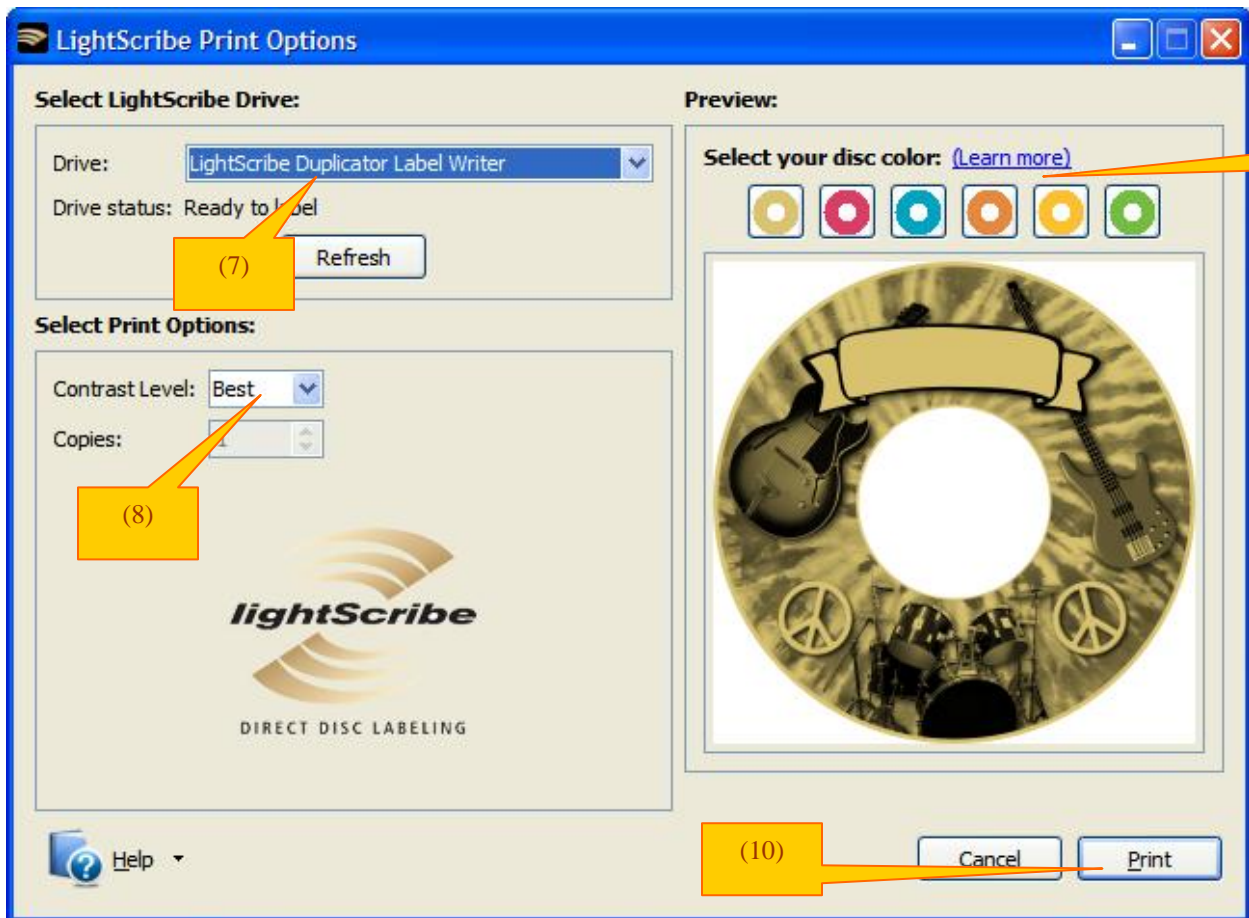 LightScribe Print Options
Select LightScribe Drive:
Drive: LightScribe Duplicator Label Writer
Drive status: Ready to label
(7)
Refresh
Select Print Options:
Contrast Level: Best
Copies: 1
(8)
lightScribe
DIRECT DISC LABELING
Help
Preview:
Select your disc color: (Learn more)
(10)
Cancel
Print